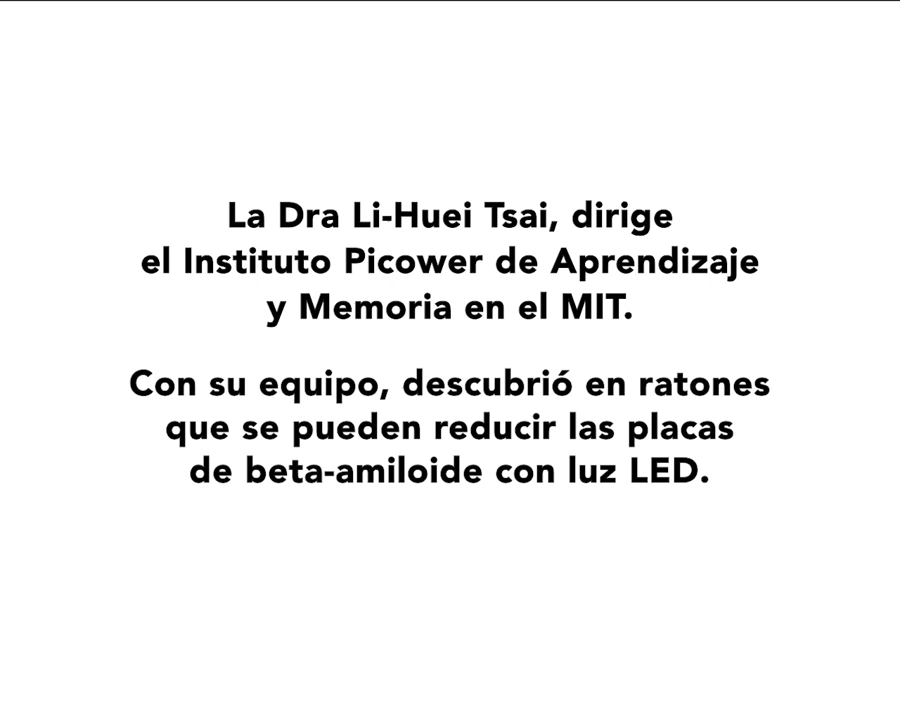 La Dra Li-Huei Tsai, dirige
el Instituto Picower de Aprendizaje
y Memoria en el MIT.
Con su equipo, descubrió en ratones
que se pueden reducir las placas
de beta-amiloide con luz LED.